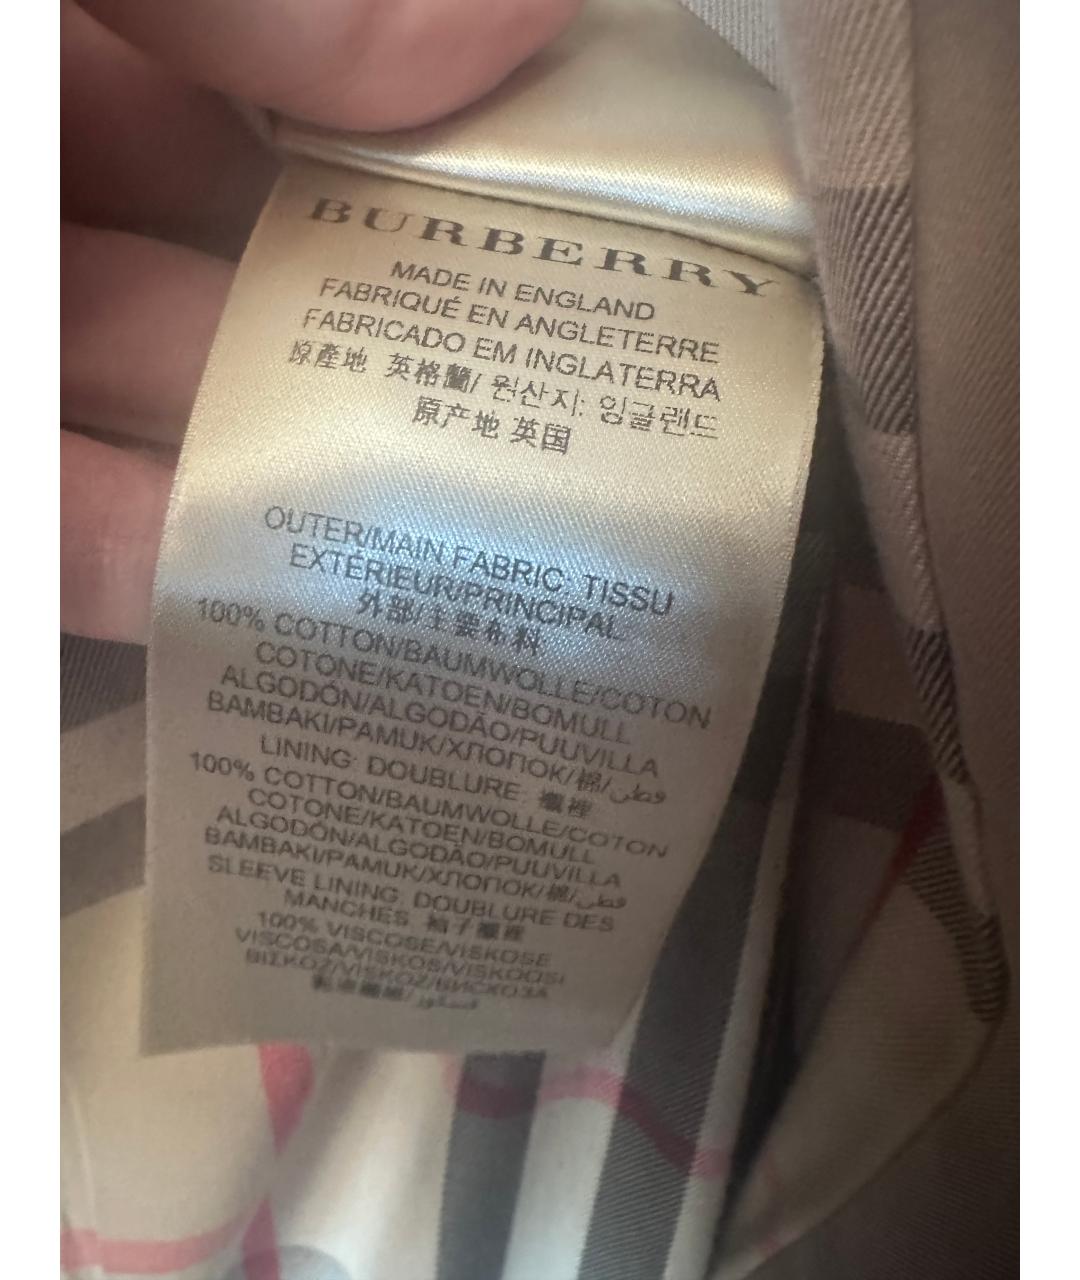 BURBERRY
MADE IN ENGLAND
FABRIQUÉ EN ANGLETERRE
FABRICADO EM INGLATERRA
原產地 英格蘭/ 원산지: 잉글랜드
原产地 英国
OUTER/MAIN FABRIC: TISSU
EXTÉRIEUR/PRINCIPAL
外部/主要布料
100% COTTON/BAUMWOLLE/COTON
COTONE/KATOEN/BOMULL
ALGODÓN/ALGODÃO/PUUVILLA
BAMBAKI/PAMUK/ХЛОПОК/棉/قطن
LINING: DOUBLURE: 襯裡
100% COTTON/BAUMWOLLE/COTON
COTONE/KATOEN/BOMULL
ALGODÓN/ALGODÃO/PUUVILLA
BAMBAKI/PAMUK/ХЛОПОК/棉/قطن
SLEEVE LINING: DOUBLURE DES
MANCHES: 袖子襯裡
100% VISCOSE/VISKOSE
VISCOSA/VISKOS/VISKOOSI
ΒΙΣΚΟΖ/VISKOZ/ВИСКОЗА